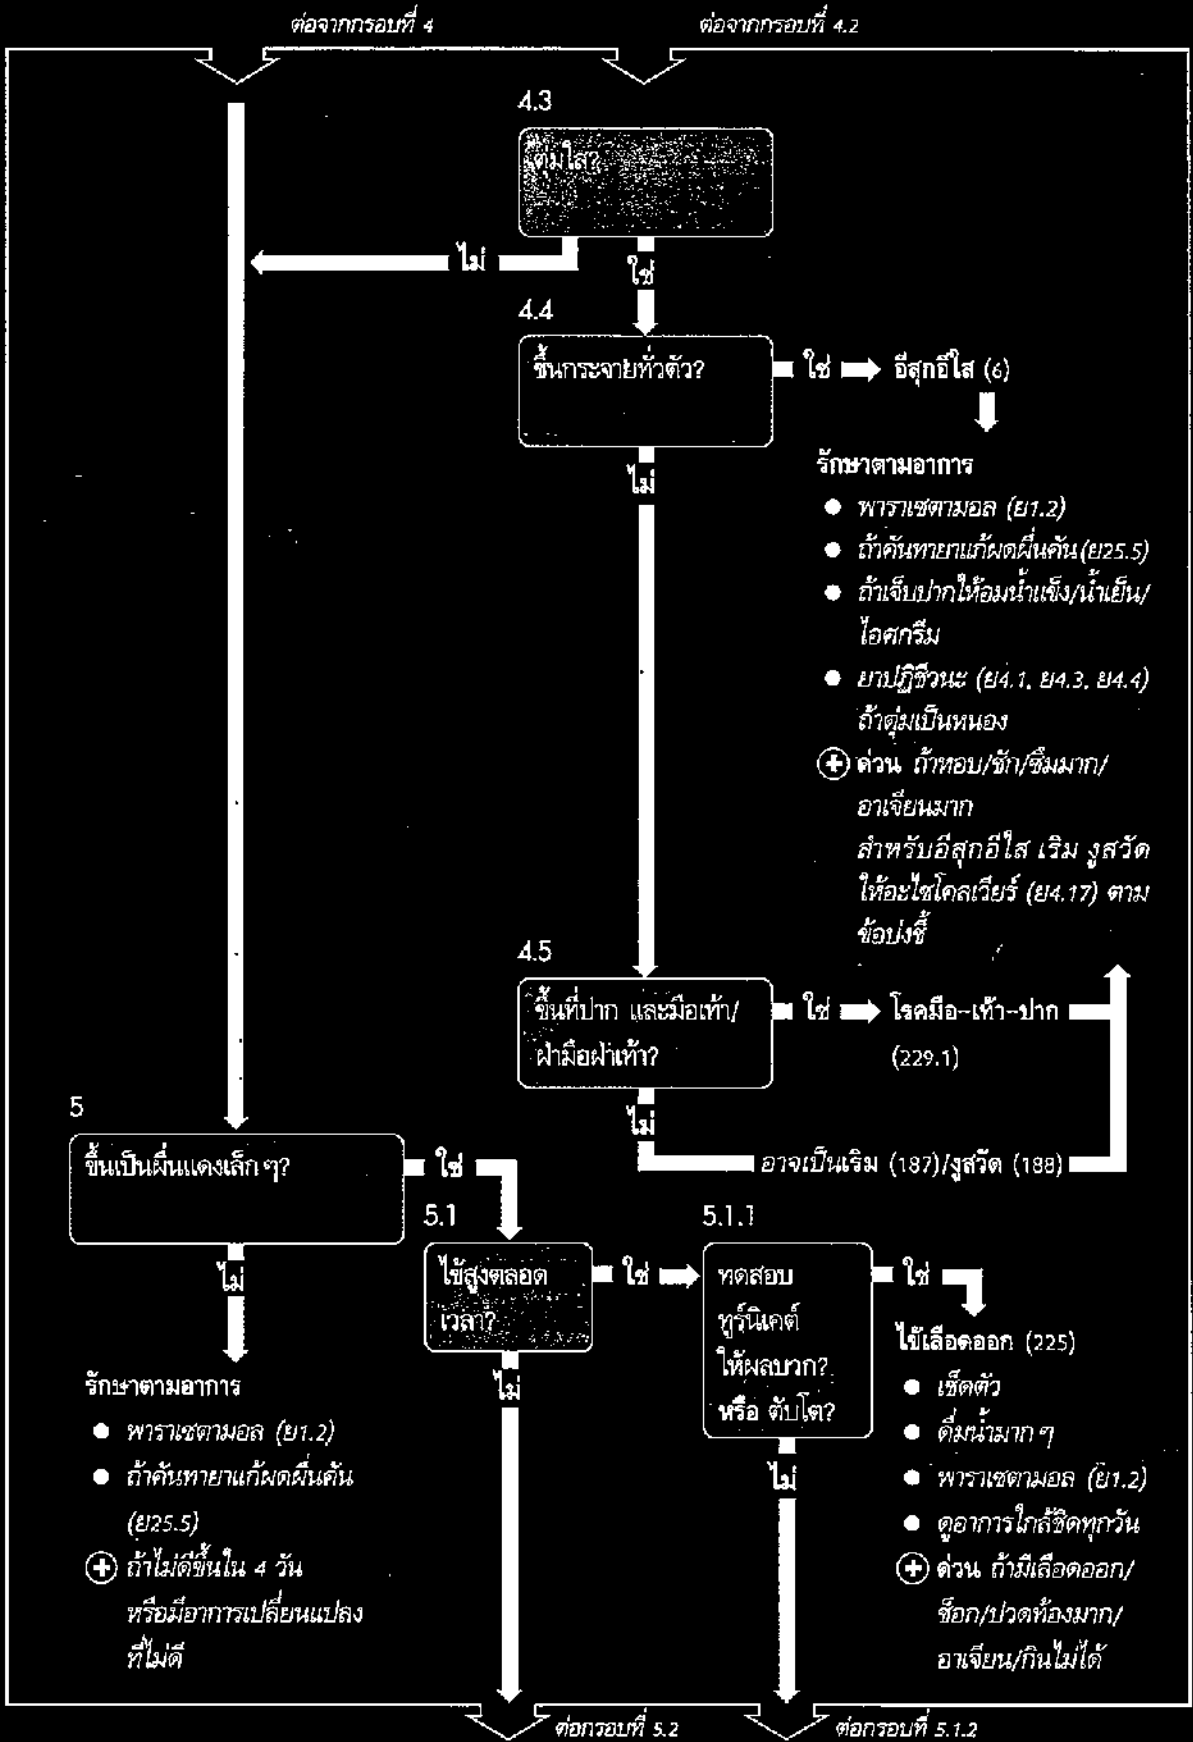 ต่อจากกรอบที่ 4
ต่อจากกรอบที่ 4.2
4.3
ตุ่มใส?
ไม่
ใช่
4.4
ขึ้นกระจายทั่วตัว?
ใช่
อีสุกอีใส (6)
ไม่
รักษาตามอาการ
● พาราเซตามอล (ย1.2)
● ถ้าคันทายาแก้ผดผื่นคัน(ย25.5)
● ถ้าเจ็บปากให้อมน้ำแข็ง/น้ำเย็น/
ไอศกรีม
● ยาปฏิชีวนะ (ย4.1, ย4.3, ย4.4)
ถ้าตุ่มเป็นหนอง
ด่วน ถ้าหอบ/ชัก/ซึมมาก/
อาเจียนมาก
สำหรับอีสุกอีใส เริม งูสวัด
ให้อะไซโคลเวียร์ (ย4.17) ตาม
ข้อบ่งชี้
4.5
ขึ้นที่ปาก และมือเท้า/
ฝ่ามือฝ่าเท้า?
ใช่
โรคมือ-เท้า-ปาก
(229.1)
ไม่
อาจเป็นเริม (187)/งูสวัด (188)
5
ขึ้นเป็นผื่นแดงเล็ก ๆ?
ใช่
ไม่
รักษาตามอาการ
● พาราเซตามอล (ย1.2)
● ถ้าคันทายาแก้ผดผื่นคัน
(ย25.5)
ถ้าไม่ดีขึ้นใน 4 วัน
หรือมีอาการเปลี่ยนแปลง
ที่ไม่ดี
5.1
ไข้สูงตลอด
เวลา?
ใช่
ไม่
5.1.1
ทดสอบ
ทูร์นิเคต์
ให้ผลบวก?
หรือ ตับโต?
ใช่
ไม่
ไข้เลือดออก (225)
● เช็ดตัว
● ดื่มน้ำมาก ๆ
● พาราเซตามอล (ย1.2)
● ดูอาการใกล้ชิดทุกวัน
ด่วน ถ้ามีเลือดออก/
ช็อก/ปวดท้องมาก/
อาเจียน/กินไม่ได้
ต่อกรอบที่ 5.2
ต่อกรอบที่ 5.1.2